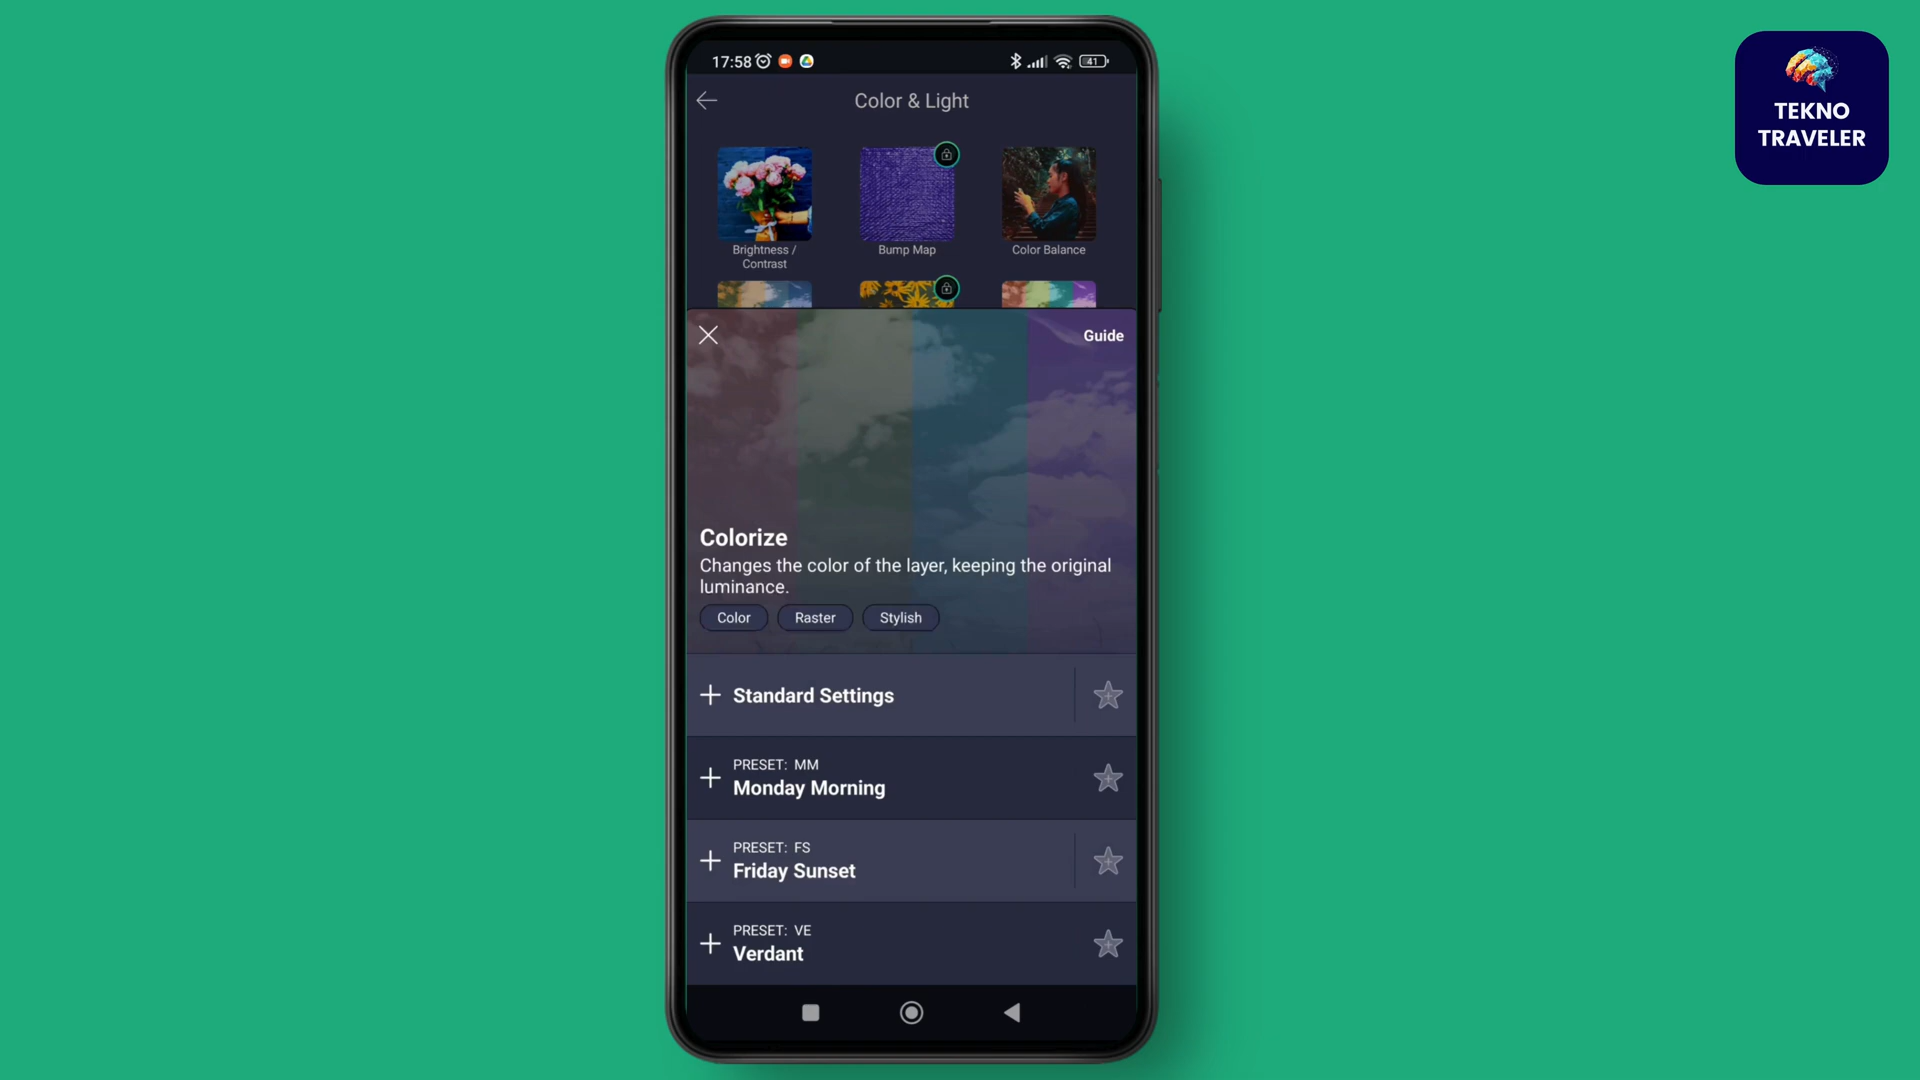 17:58
41
TEKNO
TRAVELER
Color & Light
Brightness /
Contrast
Bump Map
Color Balance
Guide
Colorize
Changes the color of the layer, keeping the original
luminance.
Color
Raster
Stylish
Standard Settings
PRESET: MM
Monday Morning
PRESET: FS
Friday Sunset
PRESET: VE
Verdant